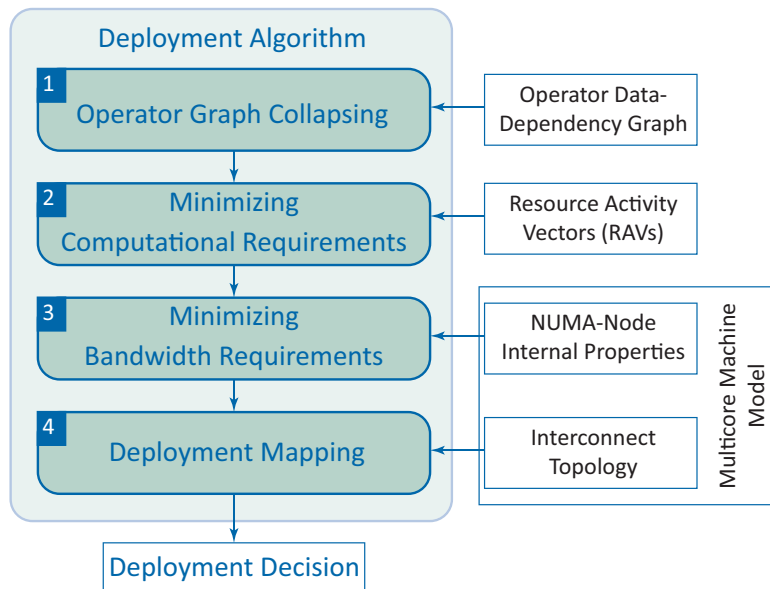 Deployment Algorithm
1
Operator Graph Collapsing
Operator Data-
Dependency Graph
2
Minimizing
Computational Requirements
Resource Activity
Vectors (RAVs)
3
Minimizing
Bandwidth Requirements
NUMA-Node
Internal Properties
4
Deployment Mapping
Interconnect
Topology
Multicore Machine
Model
Deployment Decision